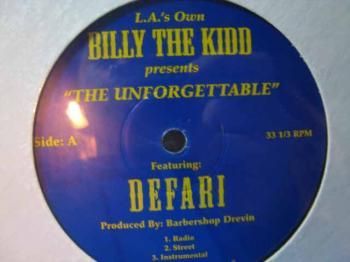 L.A.'s Own
BILLY THE KIDD
presents
"THE UNFORGETTABLE"
Side: A
33 1/3 RPM
Featuring:
DEFARI
Produced By: Barbershop Drevin
1. Radio
2. Street
3. Instrumental